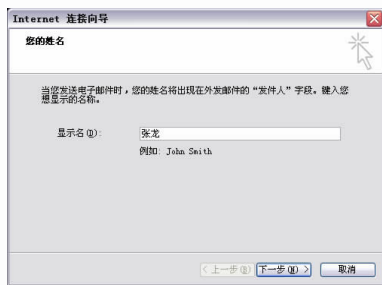 Internet 连接向导
您的姓名
当您发送电子邮件时，您的姓名将出现在外发邮件的“发件人”字段。键入您
想显示的名称。
显示名(D): 张龙
例如: John Smith
< 上一步(B) 下一步(N) > 取消